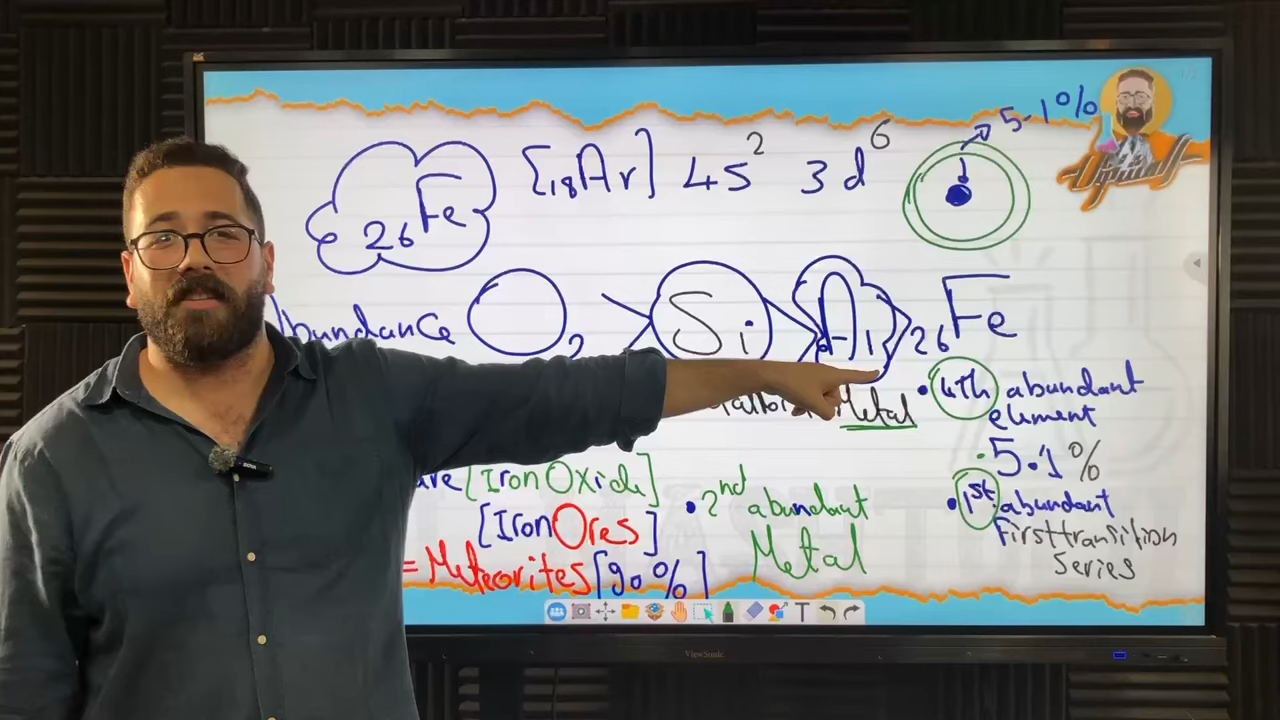 26Fe [18Ar] 4S² 3d⁶
5.1%
Abundance O₂ > Si > Al > 26Fe
Metal
• 4th abundant
element
• 5.1%
• 1st abundant
First transition
Series
[Iron Oxide]
[Iron Ores]
= Meteorites [90%]
• 2nd abundant
Metal
T
ViewSonic